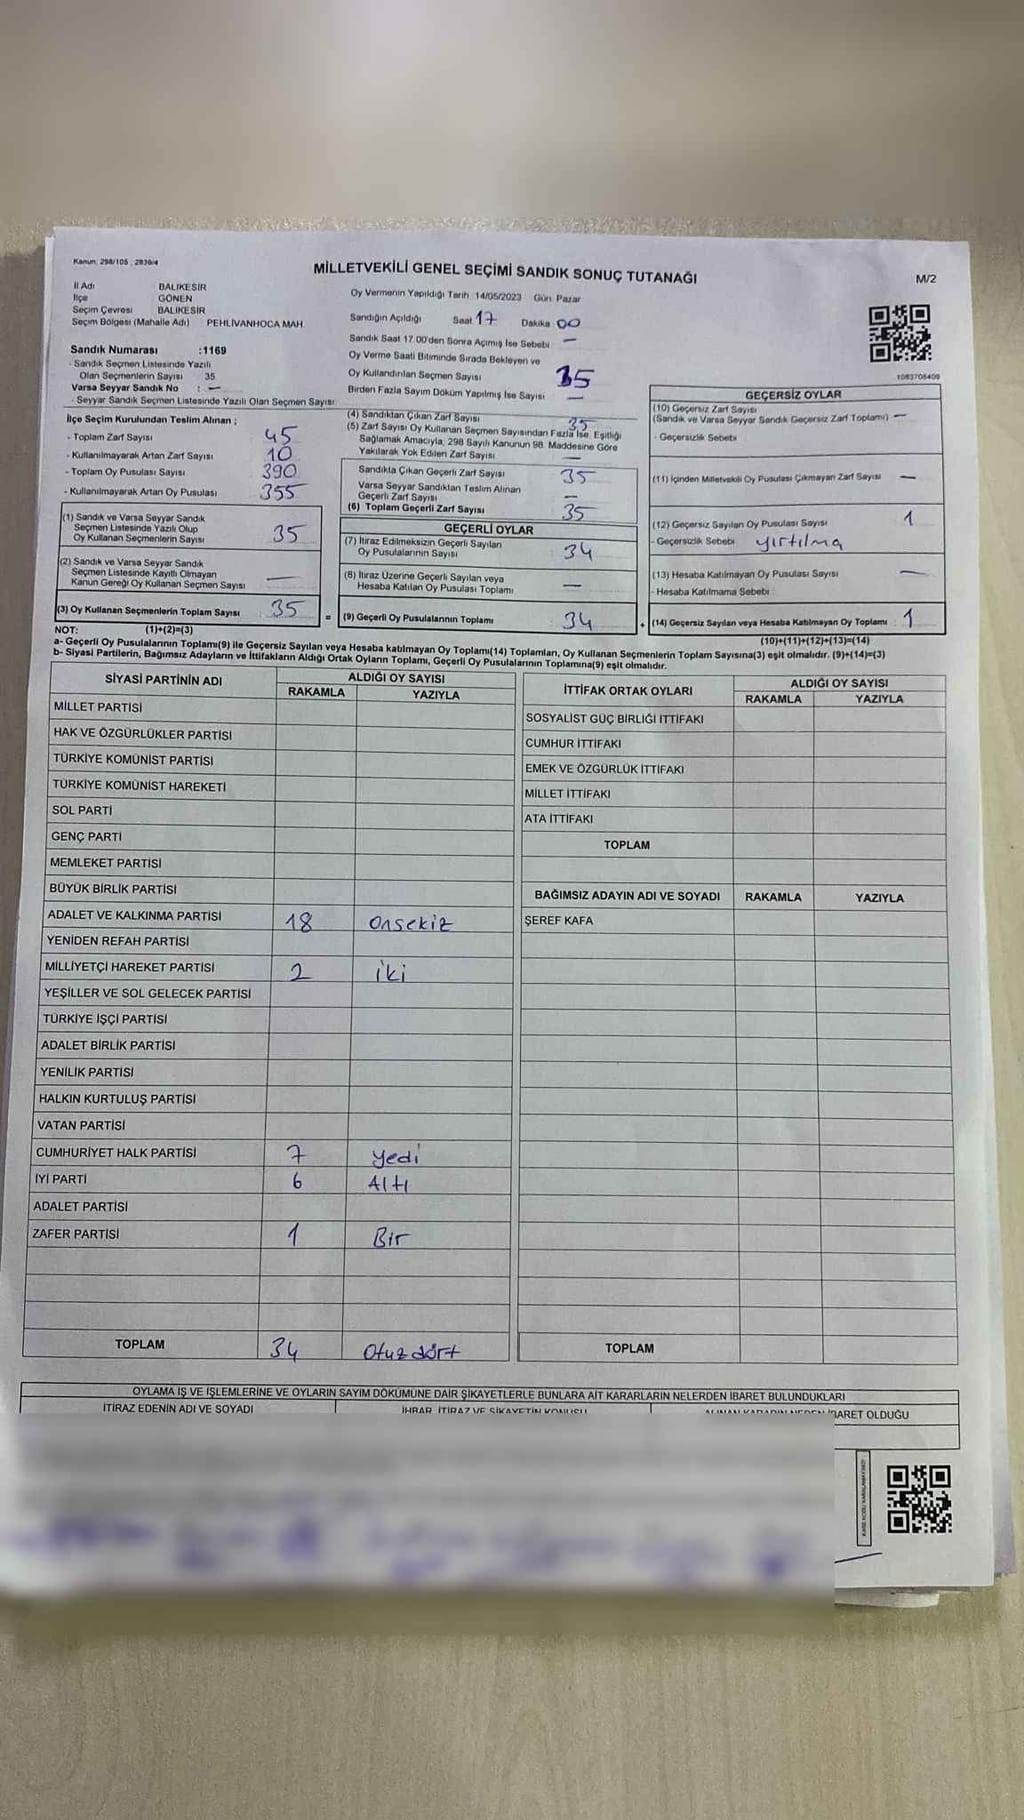 Kanun: 298/105 , 2839/4
MİLLETVEKİLİ GENEL SEÇİMİ SANDIK SONUÇ TUTANAĞI
M/2
İl Adı BALIKESİR
İlçe GÖNEN
Seçim Çevresi BALIKESİR
Seçim Bölgesi (Mahalle Adı) PEHLİVANHOCA MAH.
Sandık Numarası :1169
- Sandık Seçmen Listesinde Yazılı
Olan Seçmenlerin Sayısı 35
Varsa Seyyar Sandık No : —
- Seyyar Sandık Seçmen Listesinde Yazılı Olan Seçmen Sayısı:
Oy Vermenin Yapıldığı Tarih 14/05/2023 Gün: Pazar
Sandığın Açıldığı Saat 17 Dakika 00
Sandık Saat 17.00'den Sonra Açımış İse Sebebi —
Oy Verme Saati Bitiminde Sırada Bekleyen ve
Oy Kullandırılan Seçmen Sayısı 35
Birden Fazla Sayım Döküm Yapılmış İse Sayısı —
1083708409
İlçe Seçim Kurulundan Teslim Alınan ;
- Toplam Zarf Sayısı 45
- Kullanılmayarak Artan Zarf Sayısı 10
- Toplam Oy Pusulası Sayısı 390
- Kullanılmayarak Artan Oy Pusulası 355
(1) Sandık ve Varsa Seyyar Sandık
Seçmen Listesinde Yazılı Olup
Oy Kullanan Seçmenlerin Sayısı 35
(2) Sandık ve Varsa Seyyar Sandık
Seçmen Listesinde Kayıtlı Olmayan
Kanun Gereği Oy Kullanan Seçmen Sayısı —
(3) Oy Kullanan Seçmenlerin Toplam Sayısı 35
(1)+(2)=(3)
(4) Sandıktan Çıkan Zarf Sayısı 35
(5) Zarf Sayısı Oy Kullanan Seçmen Sayısından Fazla İse, Eşitliği
Sağlamak Amacıyla, 298 Sayılı Kanunun 98. Maddesine Göre
Yakılarak Yok Edilen Zarf Sayısı —
Sandıkta Çıkan Geçerli Zarf Sayısı 35
Varsa Seyyar Sandıktan Teslim Alınan
Geçerli Zarf Sayısı —
(6) Toplam Geçerli Zarf Sayısı 35
GEÇERLİ OYLAR
(7) İtiraz Edilmeksizin Geçerli Sayılan
Oy Pusulalarının Sayısı 34
(8) İtiraz Üzerine Geçerli Sayılan veya
Hesaba Katılan Oy Pusulası Toplamı —
= (9) Geçerli Oy Pusulalarının Toplamı 34
GEÇERSİZ OYLAR
(10) Geçersiz Zarf Sayısı
(Sandık ve Varsa Seyyar Sandık Geçersiz Zarf Toplamı) —
- Geçersizlik Sebebi
(11) İçinden Milletvekili Oy Pusulası Çıkmayan Zarf Sayısı —
(12) Geçersiz Sayılan Oy Pusulası Sayısı 1
- Geçersizlik Sebebi yırtılma
(13) Hesaba Katılmayan Oy Pusulası Sayısı —
- Hesaba Katılmama Sebebi :
+ (14) Geçersiz Sayılan veya Hesaba Katılmayan Oy Toplamı : 1
(10)+(11)+(12)+(13)=(14)
NOT:
a- Geçerli Oy Pusulalarının Toplamı(9) ile Geçersiz Sayılan veya Hesaba katılmayan Oy Toplamı(14) Toplamları, Oy Kullanan Seçmenlerin Toplam Sayısına(3) eşit olmalıdır. (9)+(14)=(3)
b- Siyasi Partilerin, Bağımsız Adayların ve İttifakların Aldığı Ortak Oyların Toplamı, Geçerli Oy Pusulalarının Toplamına(9) eşit olmalıdır.
SİYASİ PARTİNİN ADI ALDIĞI OY SAYISI
RAKAMLA YAZIYLA
MİLLET PARTİSİ
HAK VE ÖZGÜRLÜKLER PARTİSİ
TÜRKİYE KOMÜNİST PARTİSİ
TÜRKİYE KOMÜNİST HAREKETİ
SOL PARTİ
GENÇ PARTİ
MEMLEKET PARTİSİ
BÜYÜK BİRLİK PARTİSİ
ADALET VE KALKINMA PARTİSİ 18 Onsekiz
YENİDEN REFAH PARTİSİ
MİLLİYETÇİ HAREKET PARTİSİ 2 iki
YEŞİLLER VE SOL GELECEK PARTİSİ
TÜRKİYE İŞÇİ PARTİSİ
ADALET BİRLİK PARTİSİ
YENİLİK PARTİSİ
HALKIN KURTULUŞ PARTİSİ
VATAN PARTİSİ
CUMHURİYET HALK PARTİSİ 7 yedi
İYİ PARTİ 6 Altı
ADALET PARTİSİ
ZAFER PARTİSİ 1 Bir
TOPLAM 34 Otuzdört
İTTİFAK ORTAK OYLARI ALDIĞI OY SAYISI
RAKAMLA YAZIYLA
SOSYALİST GÜÇ BİRLİĞİ İTTİFAKI
CUMHUR İTTİFAKI
EMEK VE ÖZGÜRLÜK İTTİFAKI
MİLLET İTTİFAKI
ATA İTTİFAKI
TOPLAM
BAĞIMSIZ ADAYIN ADI VE SOYADI RAKAMLA YAZIYLA
ŞEREF KAFA
TOPLAM
OYLAMA İŞ VE İŞLEMLERİNE VE OYLARIN SAYIM DÖKÜMÜNE DAİR ŞİKAYETLERLE BUNLARA AİT KARARLARIN NELERDEN İBARET BULUNDUKLARI
İTİRAZ EDENİN ADI VE SOYADI İHBAR, İTİRAZ VE ŞİKAYETİN KONUSU ALINAN KARARIN NEDEN İBARET OLDUĞU